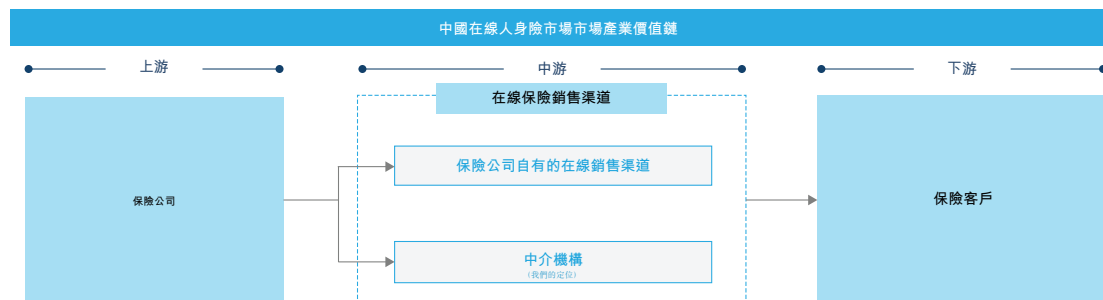 中國在線人身險市場市場產業價值鏈
上游
中游
下游
在線保險銷售渠道
保險公司自有的在線銷售渠道
保險公司
保險客戶
中介機構
(我們的定位)